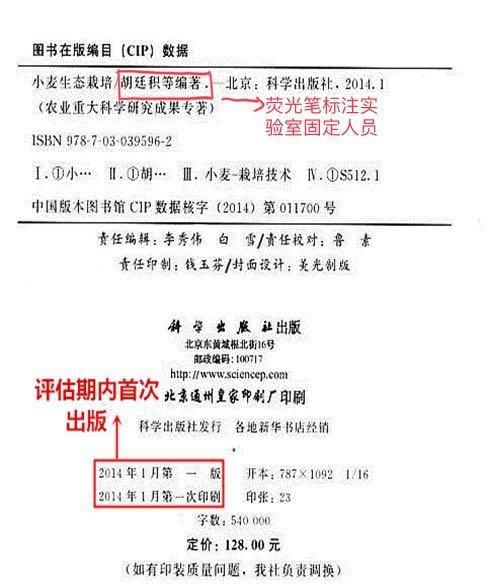 图书在版编目(CIP)数据
小麦生态栽培/胡廷积等编著.—北京:科学出版社,2014.1
(农业重大科学研究成果专著)
荧光笔标注实
验室固定人员
ISBN 978-7-03-039596-2
Ⅰ.①小… Ⅱ.①胡… Ⅲ.小麦-栽培技术 Ⅳ.①S512.1
中国版本图书馆CIP数据核字(2014)第011700号
责任编辑:李秀伟 白 雪/责任校对:鲁 素
责任印制:钱玉芬/封面设计:美光制版
科学出版社出版
北京东黄城根北街16号
邮政编码:100717
http://www.sciencep.com
北京通州皇家印刷厂印刷
评估期内首次
出版
科学出版社发行 各地新华书店经销
*
2014年1月第 一 版 开本:787×1092 1/16
2014年1月第一次印刷 印张:23
字数:540 000
定价:128.00元
(如有印装质量问题,我社负责调换)